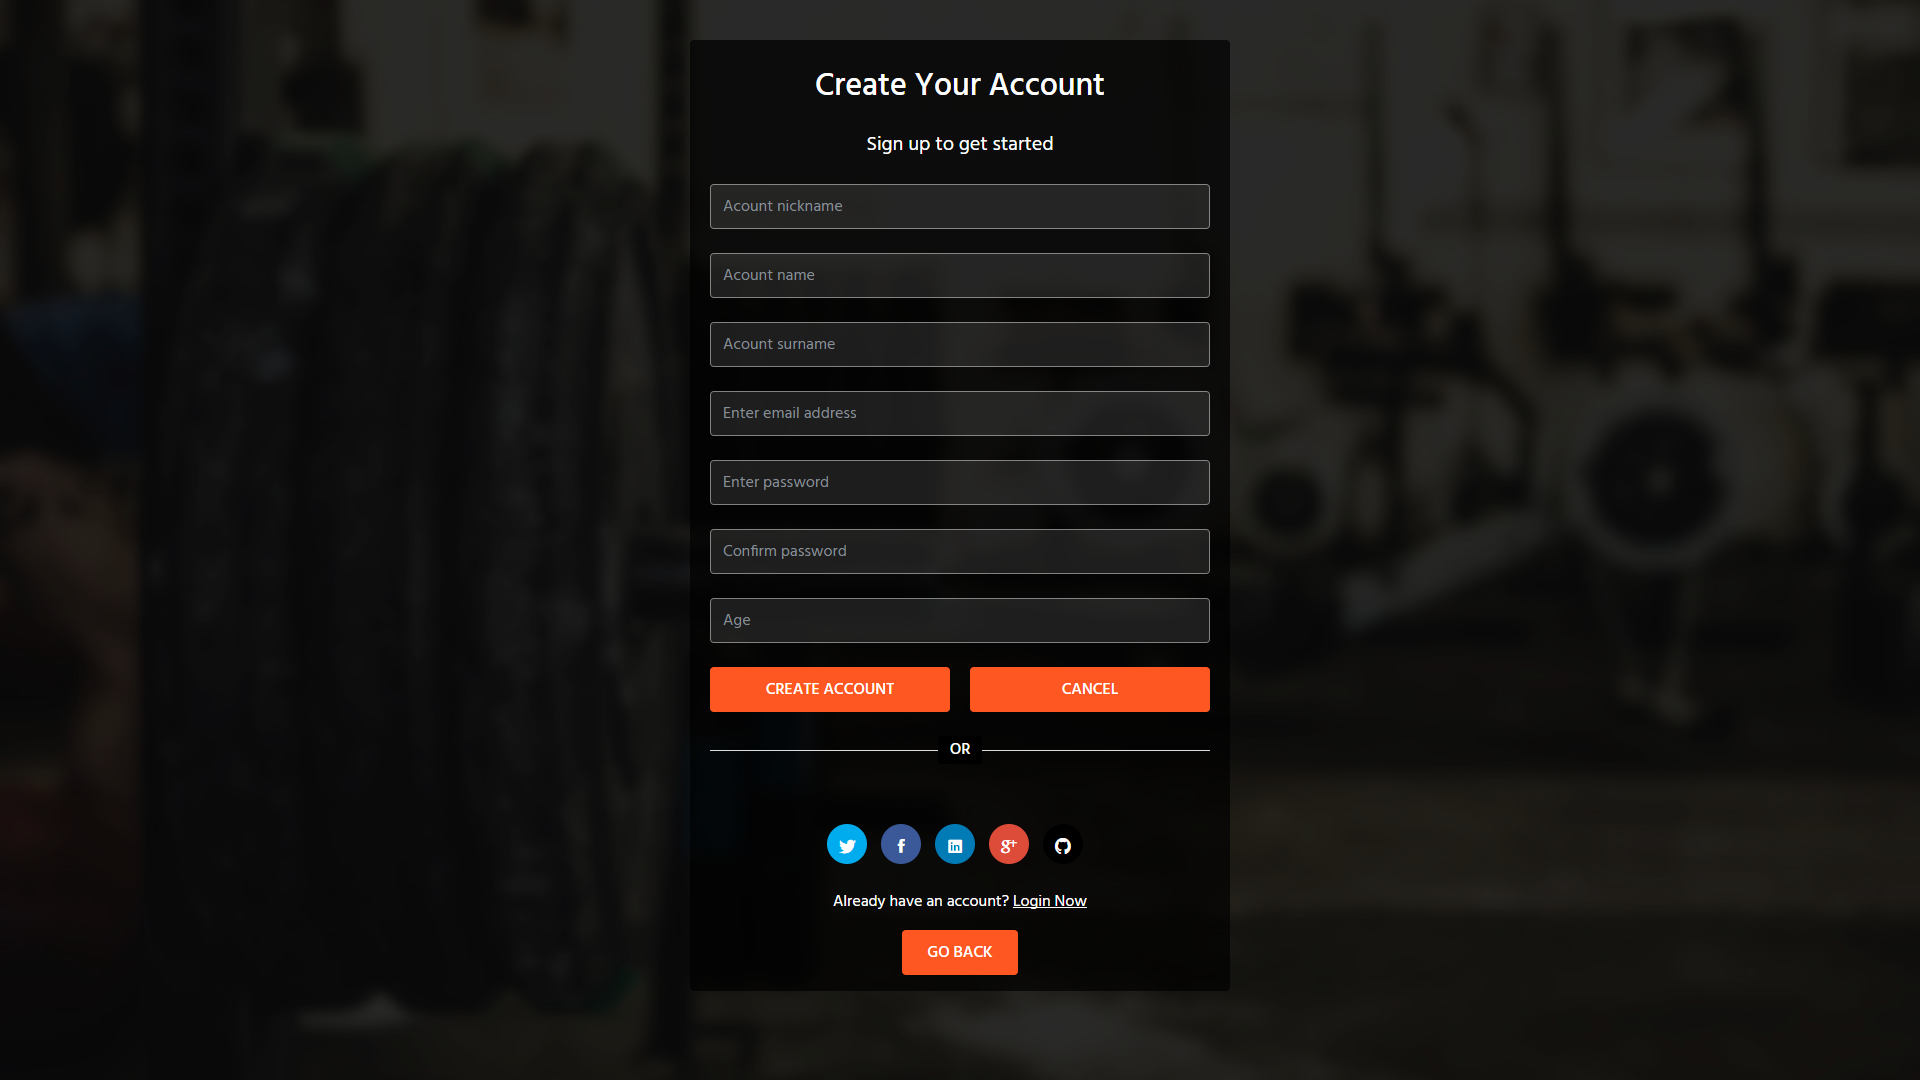 Create Your Account
Sign up to get started
Acount nickname
Acount name
Acount surname
Enter email address
Enter password
Confirm password
Age
CREATE ACCOUNT
CANCEL
OR
Already have an account? Login Now
GO BACK